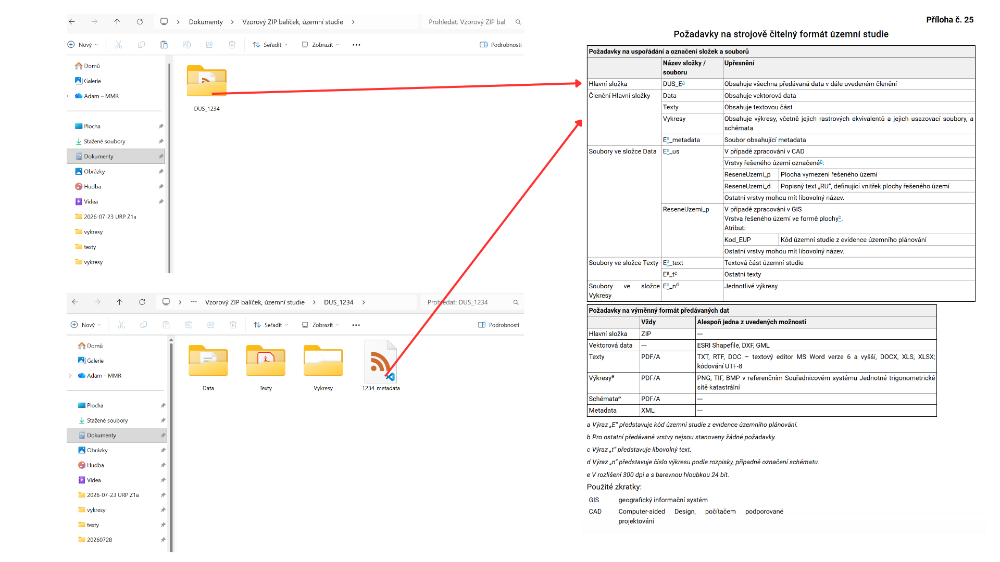 Dokumenty > Vzorový ZIP balíček, územní studie >
Prohledat: Vzorový ZIP bal
Nový
Seřadit
Zobrazit
Podrobnosti
Domů
Galerie
Adam – MMR
Plocha
Stažené soubory
Dokumenty
Obrázky
Hudba
Videa
2026-07-23 URP Z1a
vykresy
texty
vykresy
DUS_1234
Vzorový ZIP balíček, územní studie > DUS_1234 >
Prohledat: DUS_1234
Nový
Seřadit
Zobrazit
Podrobnosti
Domů
Galerie
Adam – MMR
Plocha
Stažené soubory
Dokumenty
Obrázky
Hudba
Videa
2026-07-23 URP Z1a
vykresy
texty
20260728
Data
Texty
Vykresy
1234_metadata
Příloha č. 25
Požadavky na strojově čitelný formát územní studie
Požadavky na uspořádání a označení složek a souborů
Název složky /
souboru
Upřesnění
Hlavní složka DUS_Eª Obsahuje všechna předávaná data v dále uvedeném členění
Členění Hlavní složky Data Obsahuje vektorová data
Texty Obsahuje textovou část
Vykresy Obsahuje výkresy, včetně jejich rastrových ekvivalentů a jejich usazovací soubory, a
schémata
Eª_metadata Soubor obsahující metadata
Soubory ve složce Data Eª_us V případě zpracování v CAD
Vrstvy řešeného území označenéᵇ:
ReseneUzemi_p Plocha vymezení řešeného území
ReseneUzemi_d Popisný text „RU“, definující vnitřek plochy řešeného území
Ostatní vrstvy mohou mít libovolný název.
ReseneUzemi_p V případě zpracování v GIS
Vrstva řešeného území ve formě plochyᵇ.
Atribut:
Kod_EUP Kód územní studie z evidence územního plánování
Ostatní vrstvy mohou mít libovolný název.
Soubory ve složce Texty Eª_text Textová část územní studie
Eª_tᶜ Ostatní texty
Soubory ve složce Eª_nᵈ Jednotlivé výkresy
Vykresy
Požadavky na výměnný formát předávaných dat
Vždy Alespoň jedna z uvedených možností
Hlavní složka ZIP ---
Vektorová data --- ESRI Shapefile, DXF, GML
Texty PDF/A TXT, RTF, DOC – textový editor MS Word verze 6 a vyšší, DOCX, XLS, XLSX;
kódování UTF-8
Výkresyᵉ PDF/A PNG, TIF, BMP v referenčním Souřadnicovém systému Jednotné trigonometrické
sítě katastrální
Schémataᵉ PDF/A ---
Metadata XML ---
a Výraz „E“ představuje kód územní studie z evidence územního plánování.
b Pro ostatní předávané vrstvy nejsou stanoveny žádné požadavky.
c Výraz „t“ představuje libovolný text.
d Výraz „n“ představuje číslo výkresu podle rozpisky, případně označení schématu.
e V rozlišení 300 dpi a s barevnou hloubkou 24 bit.
Použité zkratky:
GIS geografický informační systém
CAD Computer-aided Design, počítačem podporované
projektování